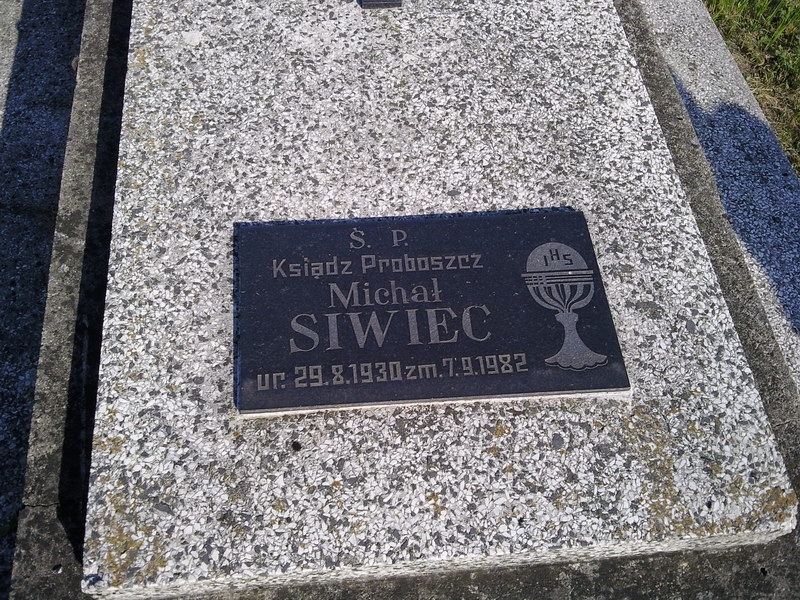 Ś. P.
Ksiądz Proboszcz
Michał
SIWIEC
ur. 29.8.1930 zm. 7.9.1982
IHS